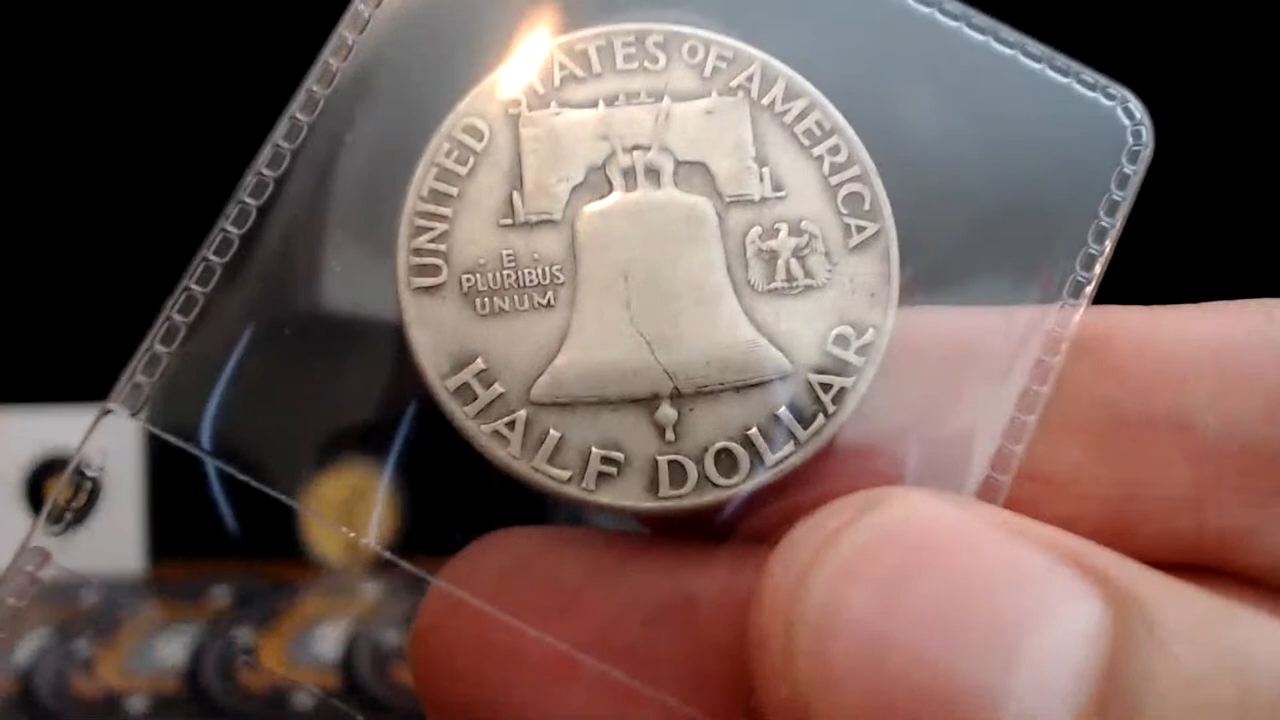 UNITED STATES OF AMERICA
· E ·
PLURIBUS
UNUM
HALF DOLLAR